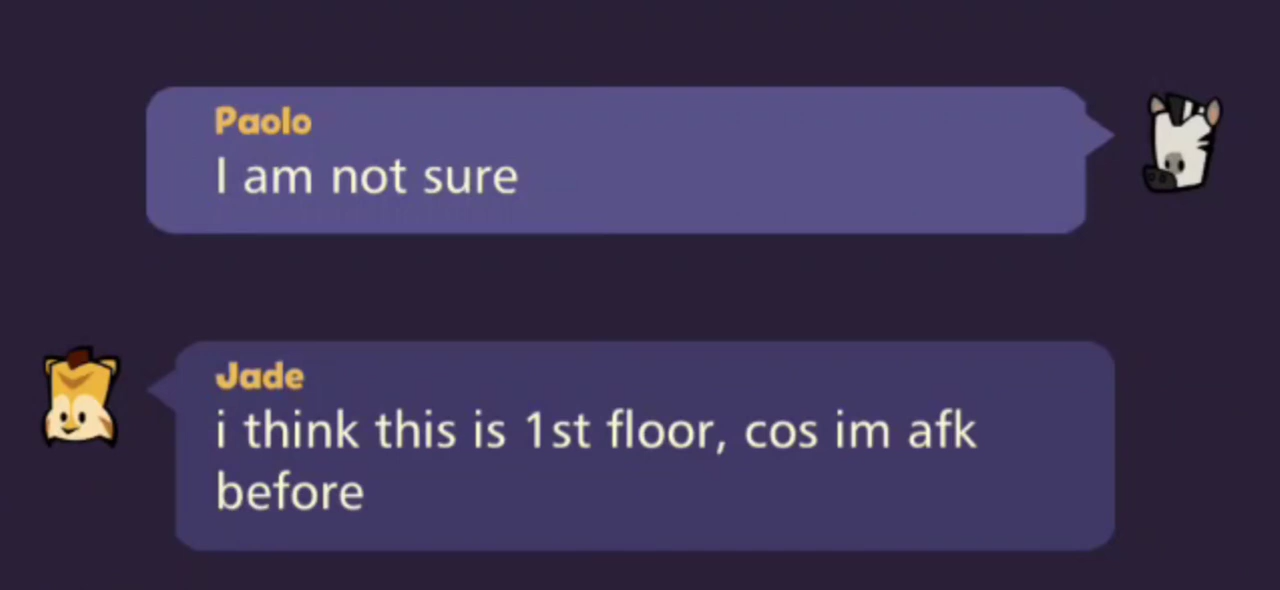 Paolo
I am not sure
Jade
i think this is 1st floor, cos im afk
before